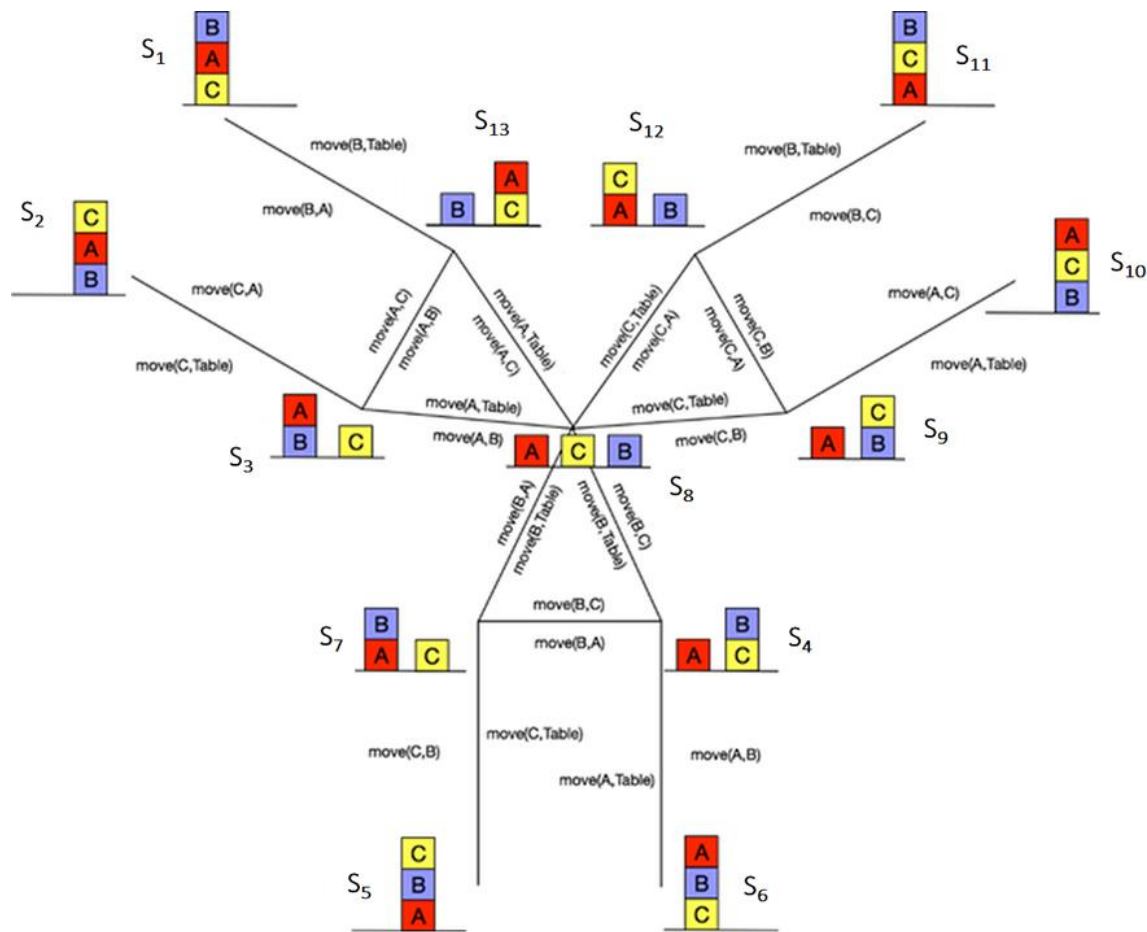 B
A
C
S₁
B
C
A
S₁₁
move(B,Table)
S₁₃
S₁₂
move(B,Table)
A
C
B
C
A
B
S₂
C
A
B
move(B,A)
move(B,C)
A
C
B
S₁₀
move(C,A)
move(A,C)
move(A,C)
move(A,B)
move(A,Table)
move(A,C)
move(C,Table)
move(C,A)
move(C,B)
move(C,A)
move(C,Table)
move(A,Table)
A
B
C
S₃
move(A,Table)
move(A,B)
move(C,Table)
move(C,B)
C
A
B
S₉
A
C
B
S₈
move(B,A)
move(B,Table)
move(B,C)
move(B,Table)
move(B,C)
move(B,A)
S₇
B
A
C
B
A
C
S₄
move(C,B)
move(C,Table)
move(A,Table)
move(A,B)
S₅
C
B
A
A
B
C
S₆